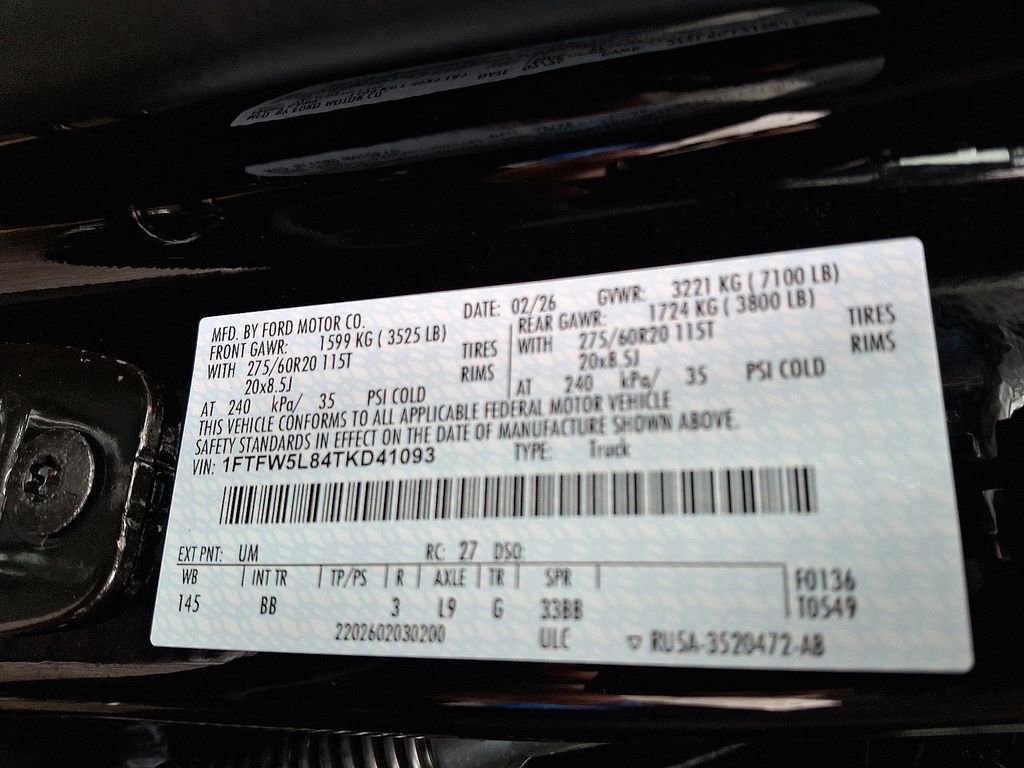 MFD. BY FORD MOTOR CO. DATE: 02/26 GVWR: 3221 KG ( 7100 LB)
FRONT GAWR: 1599 KG ( 3525 LB) REAR GAWR: 1724 KG ( 3800 LB)
WITH 275/60R20 115T TIRES WITH 275/60R20 115T TIRES
20x8.5J RIMS 20x8.5J RIMS
AT 240 kPa/ 35 PSI COLD AT 240 kPa/ 35 PSI COLD
THIS VEHICLE CONFORMS TO ALL APPLICABLE FEDERAL MOTOR VEHICLE
SAFETY STANDARDS IN EFFECT ON THE DATE OF MANUFACTURE SHOWN ABOVE.
VIN: 1FTFW5L84TKD41093 TYPE: Truck
EXT PNT: UM RC: 27 DSO:
WB INT TR TP/PS R AXLE TR SPR F0136
145 BB 3 L9 G 33BB T0549
2202602030200 ULC ▽ RU5A-3520472-AB